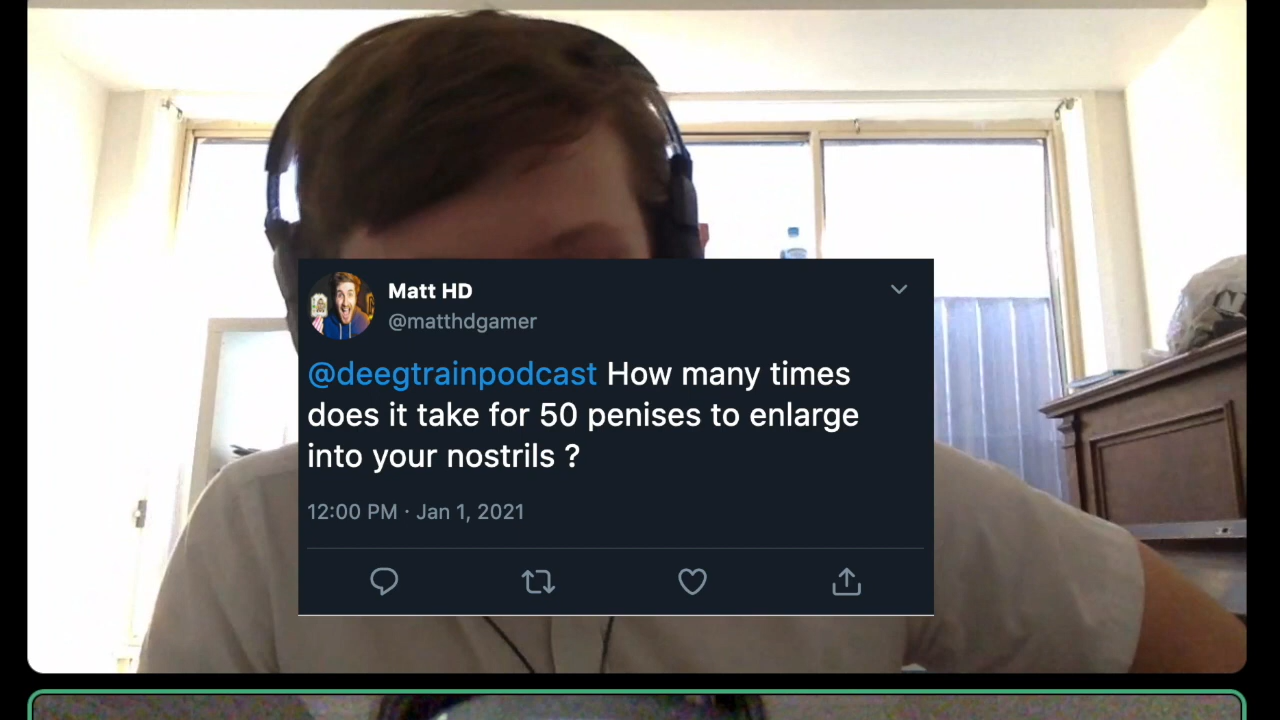 Matt HD
@matthdgamer
@deegtrainpodcast How many times
does it take for 50 penises to enlarge
into your nostrils ?
12:00 PM · Jan 1, 2021